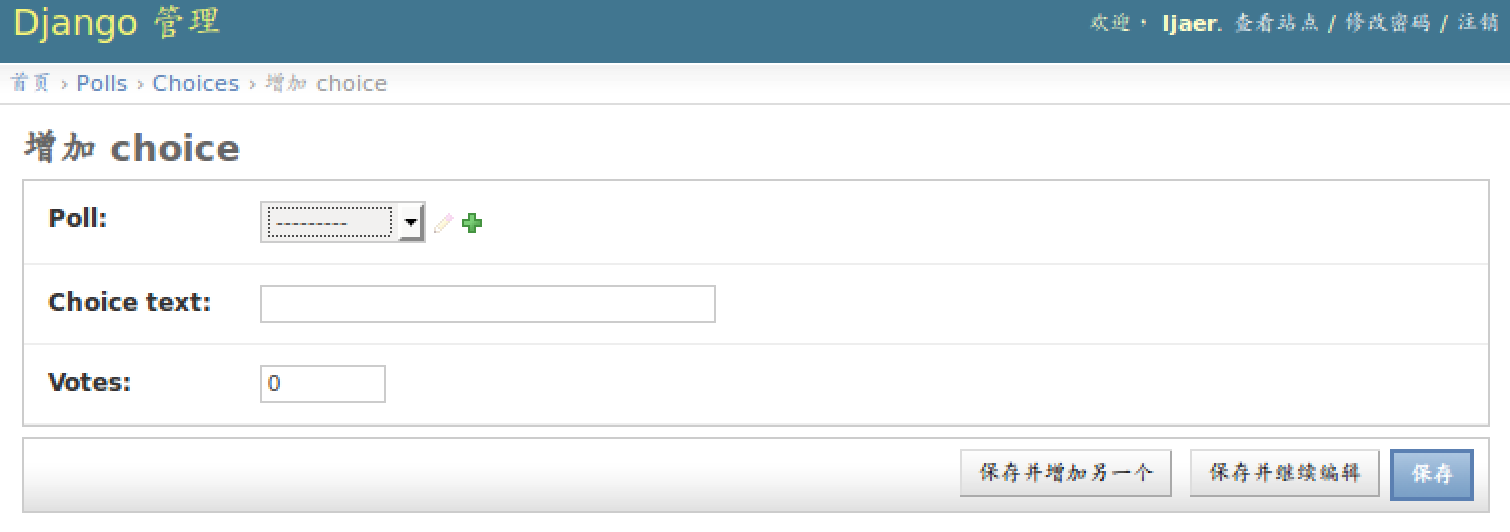 Django 管理
欢迎，ljaer. 查看站点 / 修改密码 / 注销
首页 › Polls › Choices › 增加 choice
增加 choice
Poll: ---------
Choice text:
Votes: 0
保存并增加另一个 保存并继续编辑 保存